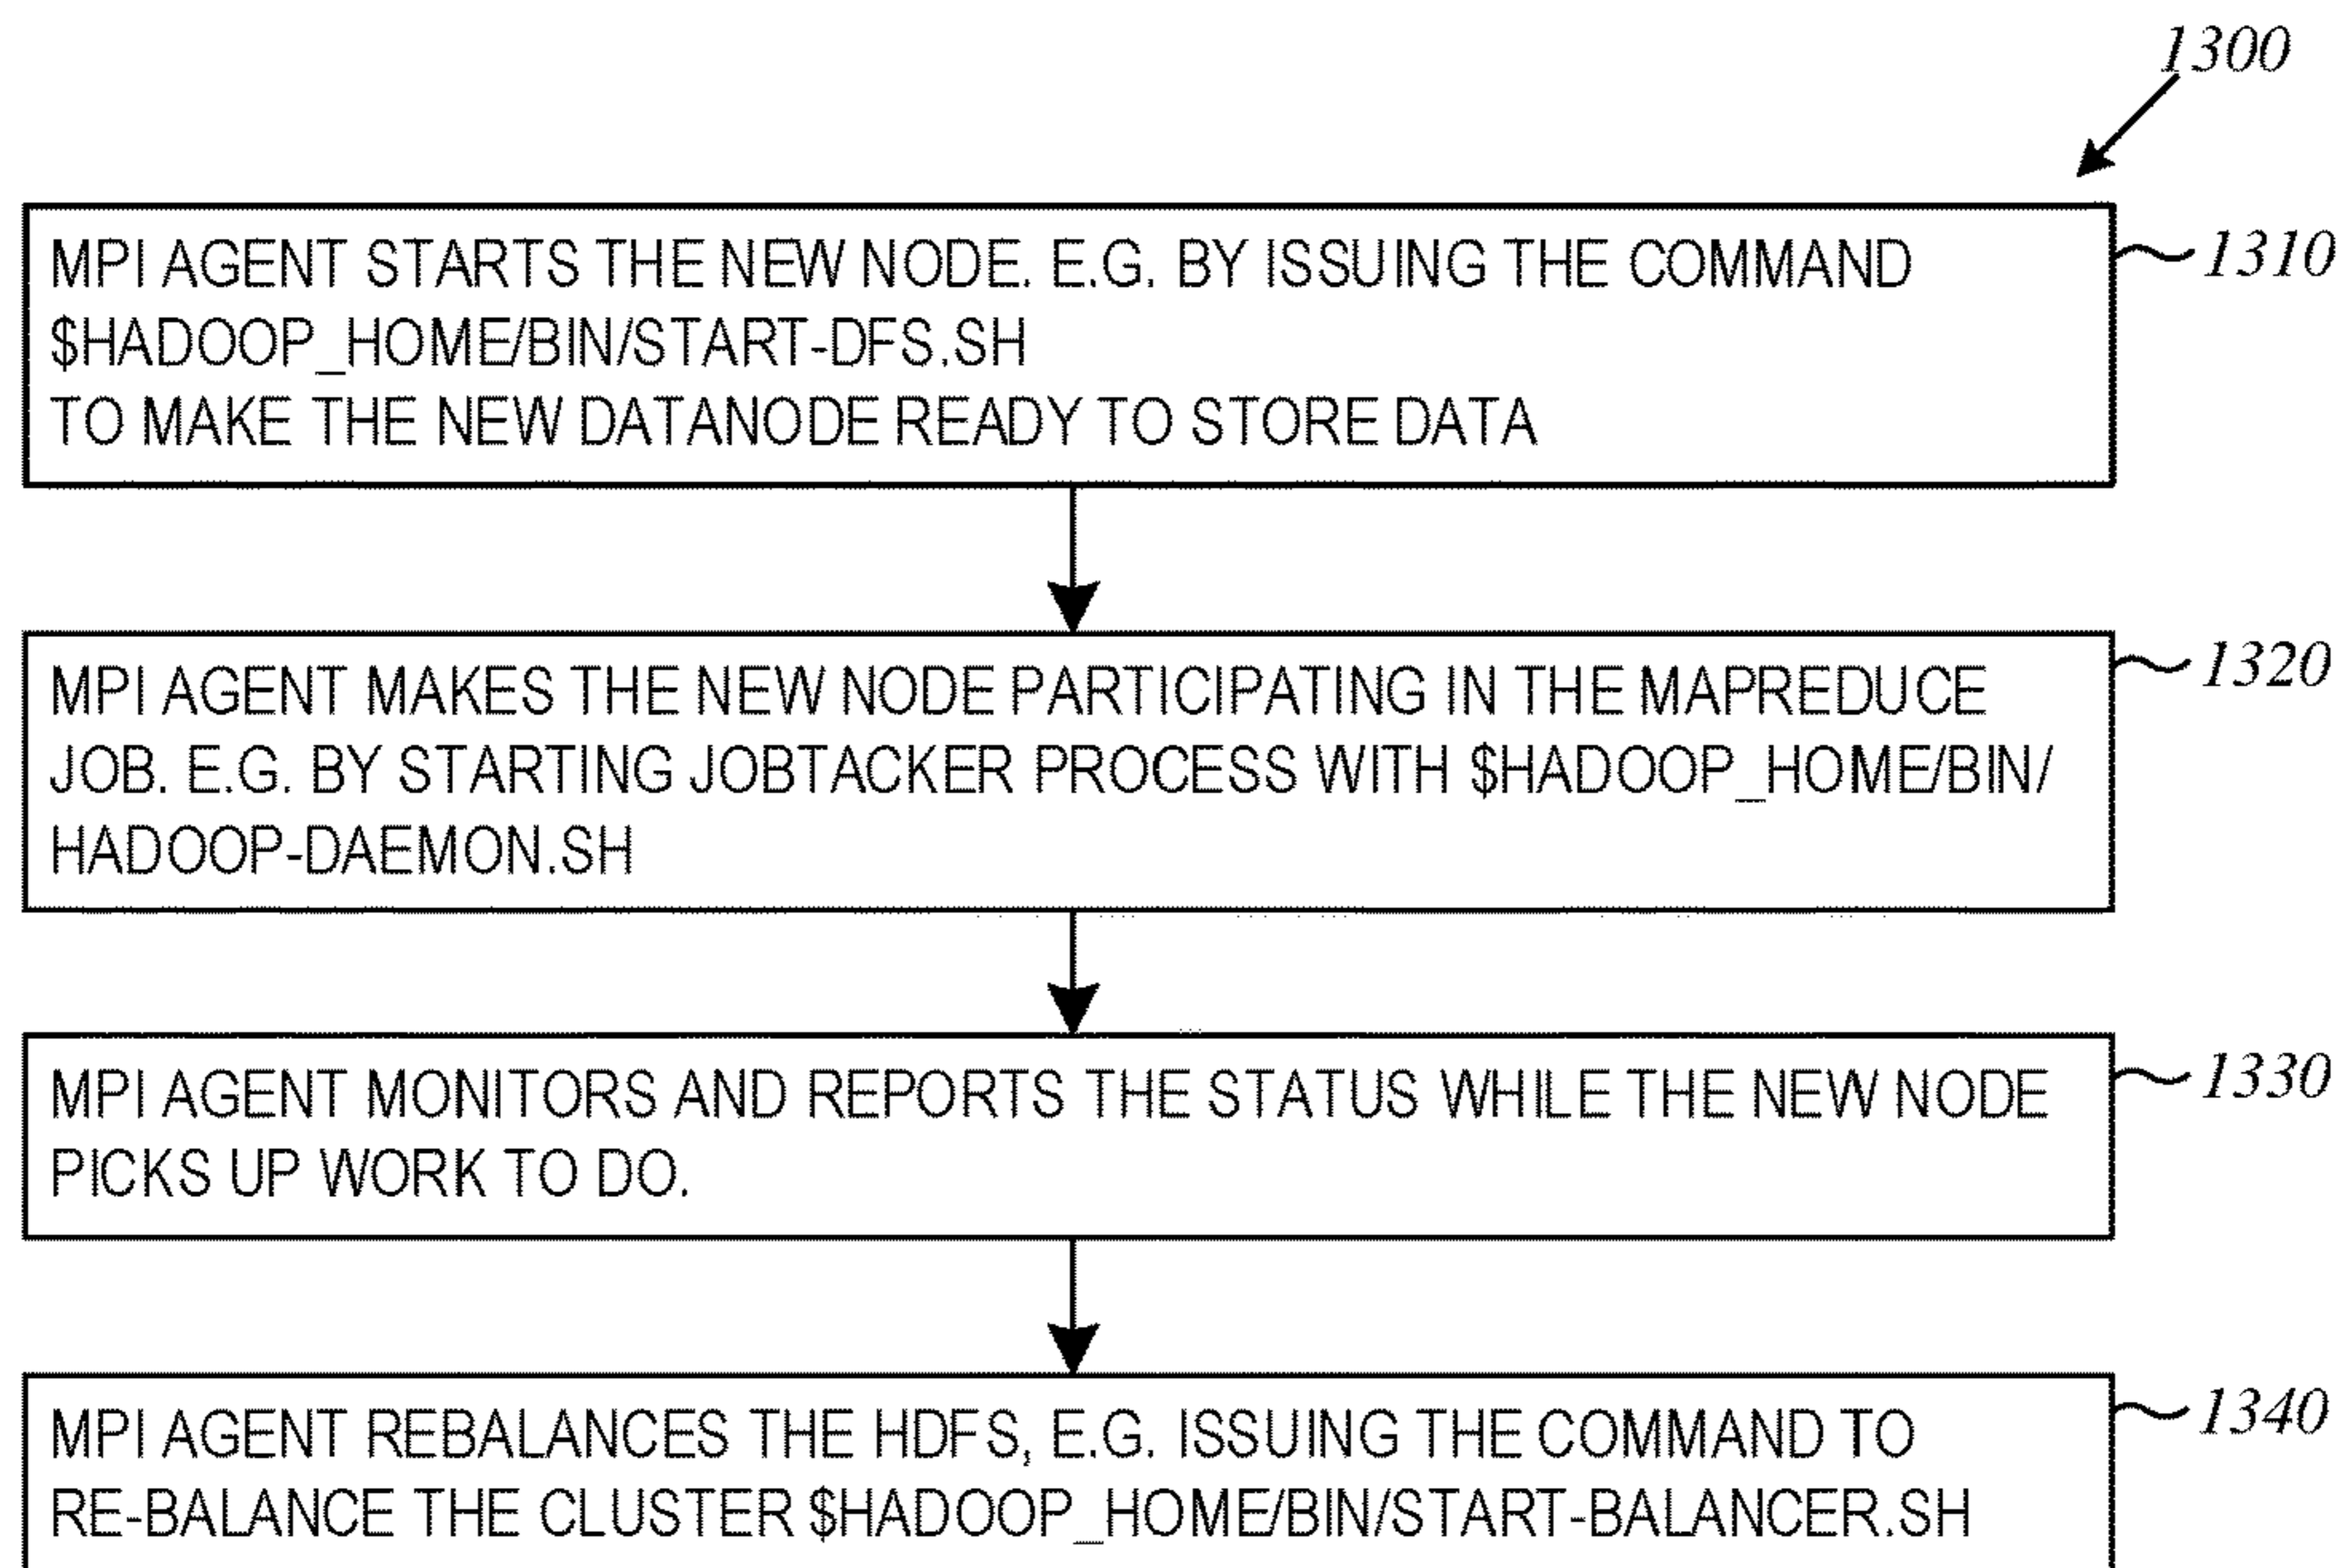 1300
MPI AGENT STARTS THE NEW NODE. E.G. BY ISSUING THE COMMAND
$HADOOP_HOME/BIN/START-DFS.SH
TO MAKE THE NEW DATANODE READY TO STORE DATA
1310
MPI AGENT MAKES THE NEW NODE PARTICIPATING IN THE MAPREDUCE
JOB. E.G. BY STARTING JOBTACKER PROCESS WITH $HADOOP_HOME/BIN/
HADOOP-DAEMON.SH
1320
MPI AGENT MONITORS AND REPORTS THE STATUS WHILE THE NEW NODE
PICKS UP WORK TO DO.
1330
MPI AGENT REBALANCES THE HDFS, E.G. ISSUING THE COMMAND TO
RE-BALANCE THE CLUSTER $HADOOP_HOME/BIN/START-BALANCER.SH
1340